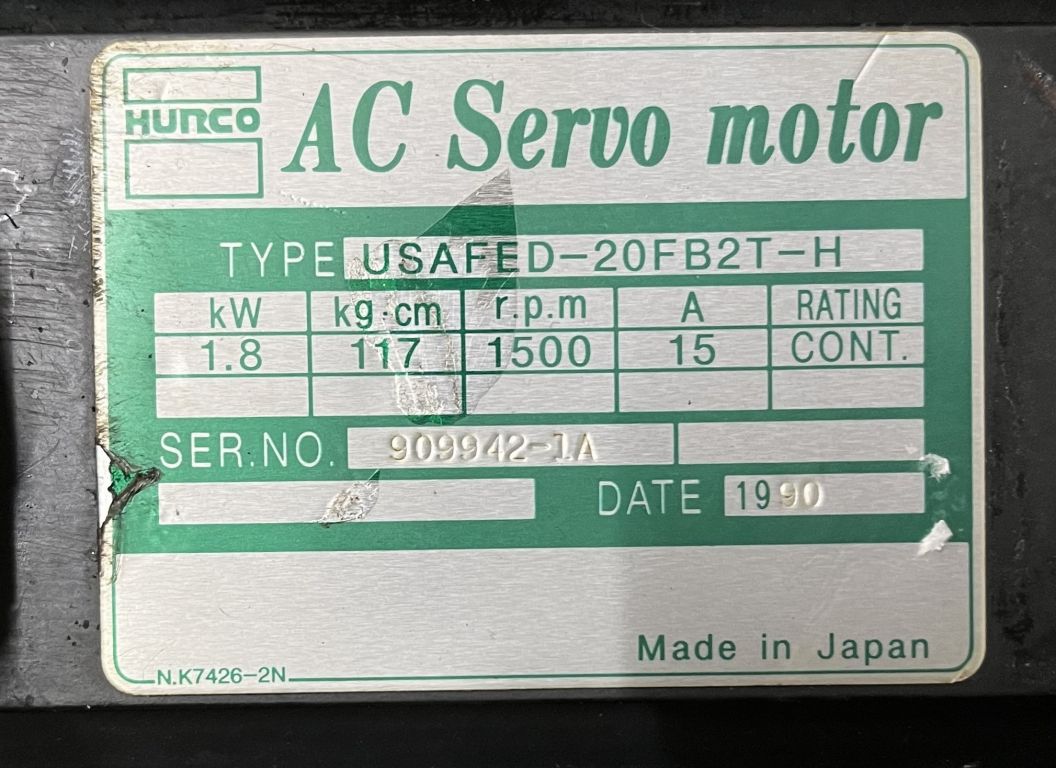 HURCO
AC Servo motor
TYPE USAFED-20FB2T-H
kW kg·cm r.p.m A RATING
1.8 117 1500 15 CONT.
SER.NO. 909942-1A
DATE 1990
Made in Japan
N.K7426-2N